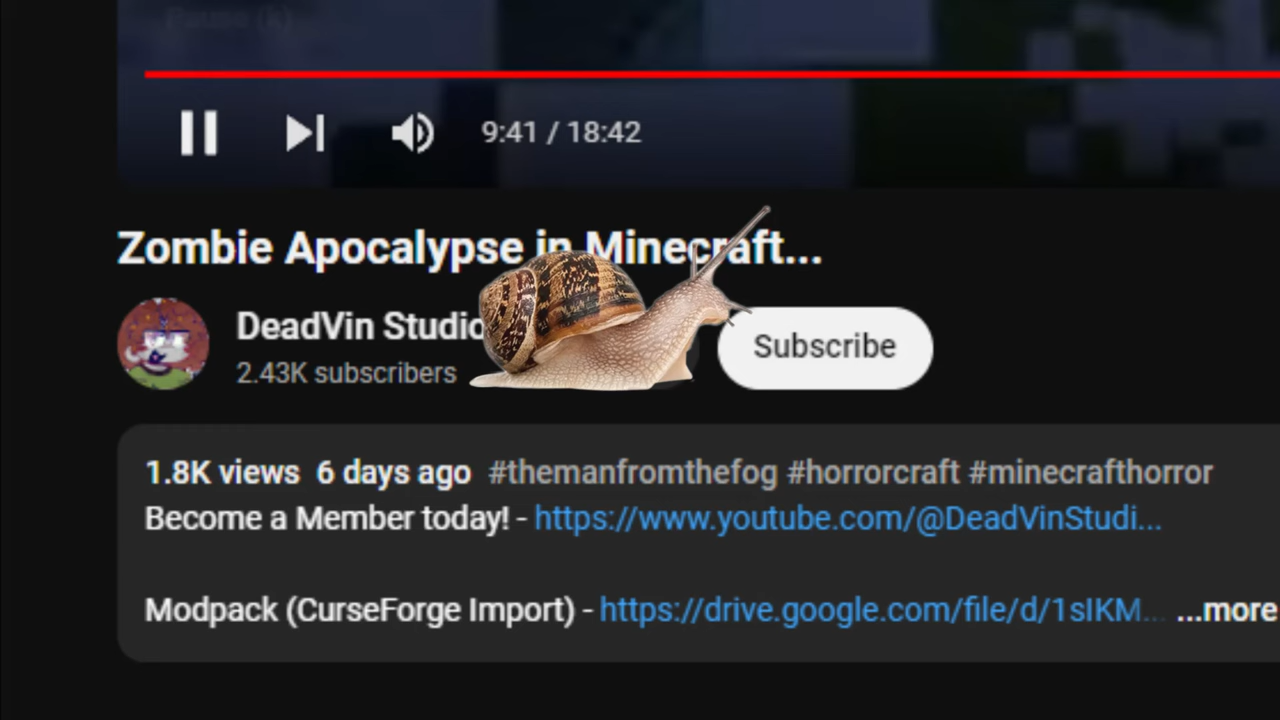 9:41 / 18:42
Zombie Apocalypse in Minecraft...
DeadVin Studio
2.43K subscribers
Subscribe
1.8K views 6 days ago #themanfromthefog #horrorcraft #minecrafthorror
Become a Member today! - https://www.youtube.com/@DeadVinStudi...
Modpack (CurseForge Import) - https://drive.google.com/file/d/1sIKM... ...more